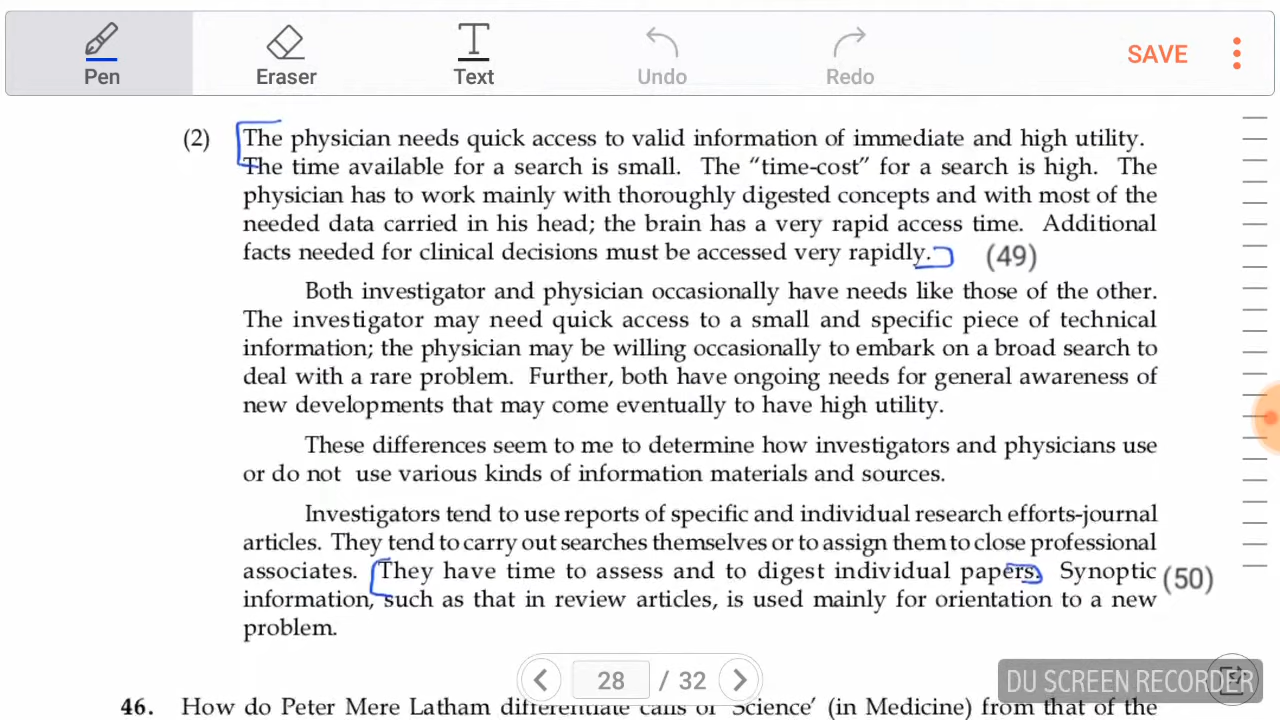 Pen
Eraser
Text
Undo
Redo
SAVE
(2) The physician needs quick access to valid information of immediate and high utility.
The time available for a search is small. The “time-cost” for a search is high. The
physician has to work mainly with thoroughly digested concepts and with most of the
needed data carried in his head; the brain has a very rapid access time. Additional
facts needed for clinical decisions must be accessed very rapidly. (49)
Both investigator and physician occasionally have needs like those of the other.
The investigator may need quick access to a small and specific piece of technical
information; the physician may be willing occasionally to embark on a broad search to
deal with a rare problem. Further, both have ongoing needs for general awareness of
new developments that may come eventually to have high utility.
These differences seem to me to determine how investigators and physicians use
or do not use various kinds of information materials and sources.
Investigators tend to use reports of specific and individual research efforts-journal
articles. They tend to carry out searches themselves or to assign them to close professional
associates. They have time to assess and to digest individual papers. Synoptic (50)
information, such as that in review articles, is used mainly for orientation to a new
problem.
28 / 32
DU SCREEN RECORDER
46. How do Peter Mere Latham differentiate calls of ‘Science’ (in Medicine) from that of the